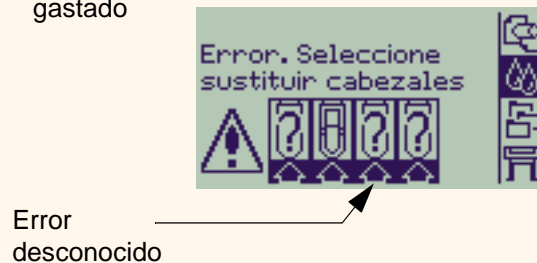 gastado
Error. Seleccione
sustituir cabezales
? ? ? ?
Error
desconocido